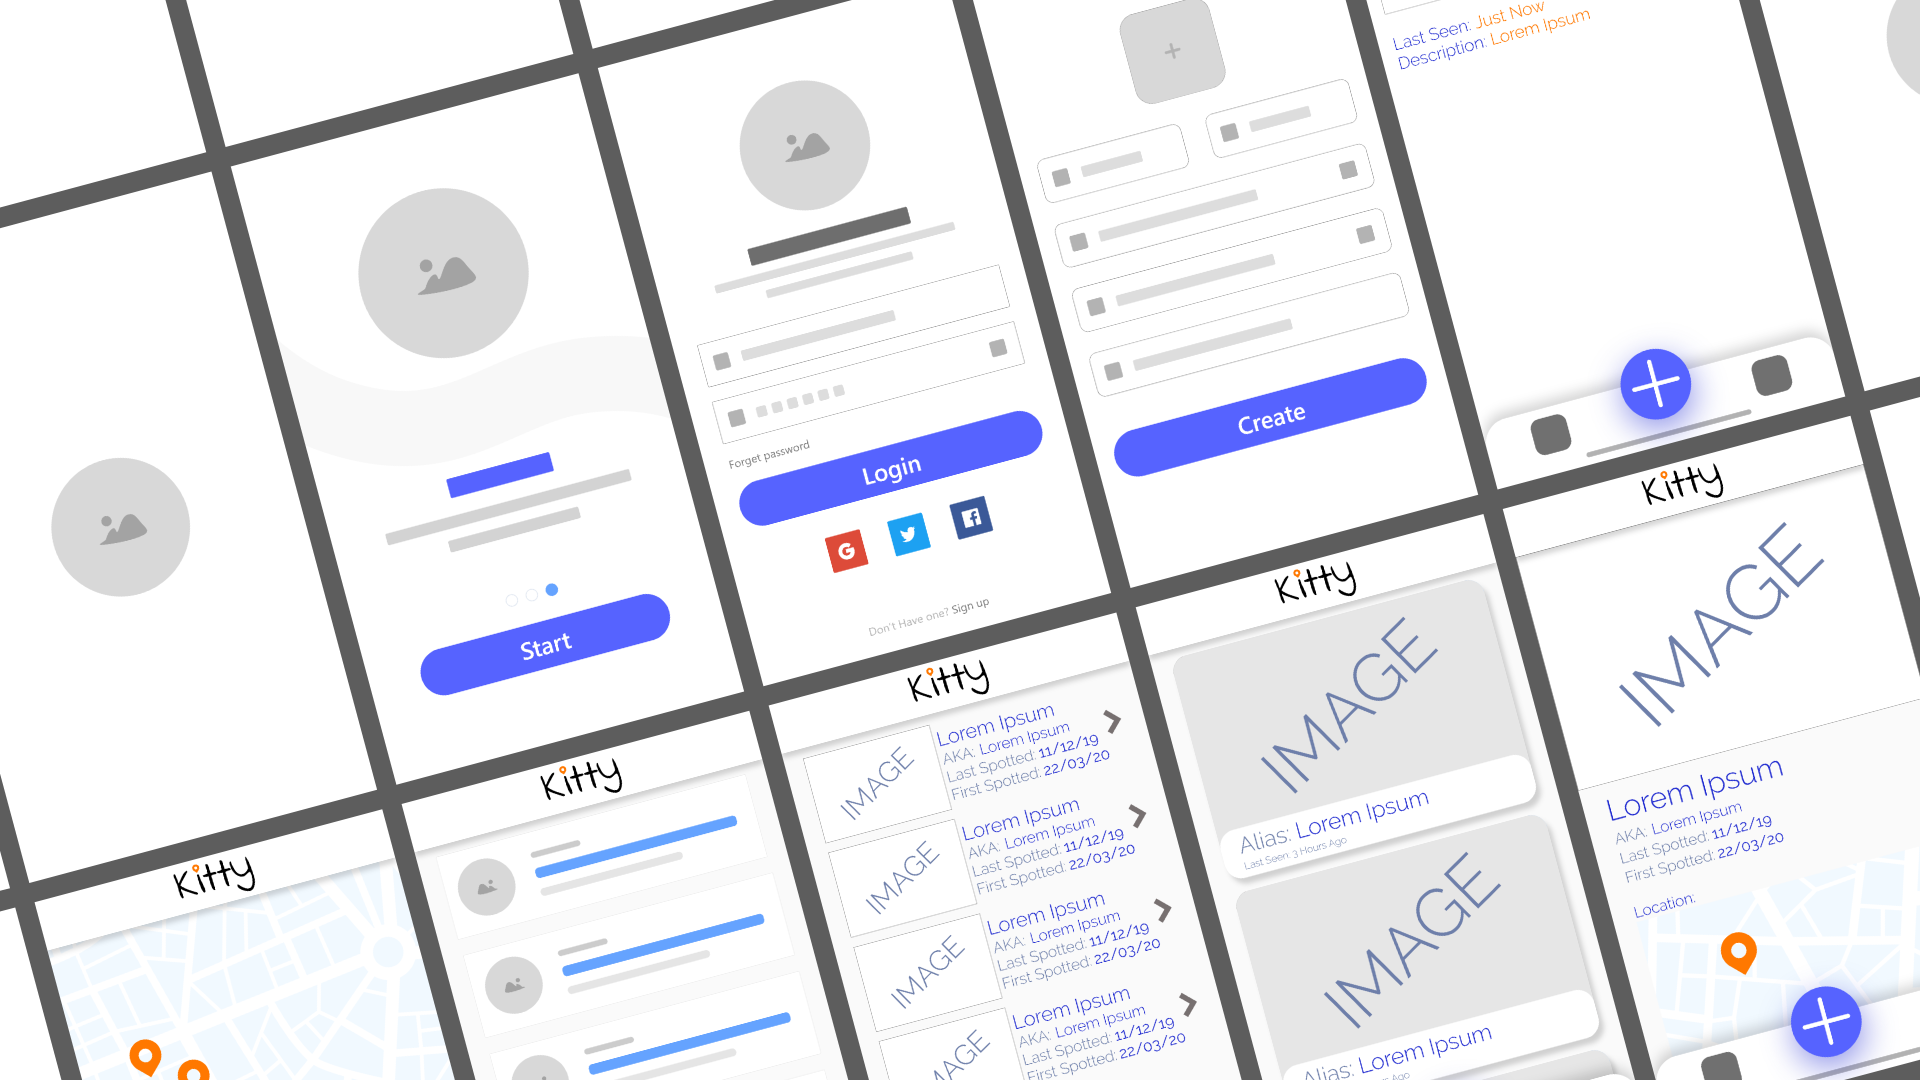 Last Seen: Just Now
Description: Lorem Ipsum
Forget password
Login
Don't Have one? Sign up
Create
Start
Kitty
Kitty
Kitty
Lorem Ipsum
AKA: Lorem Ipsum
Last Spotted: 11/12/19
First Spotted: 22/03/20
IMAGE
Lorem Ipsum
AKA: Lorem Ipsum
Last Spotted: 11/12/19
First Spotted: 22/03/20
IMAGE
Lorem Ipsum
AKA: Lorem Ipsum
Last Spotted: 11/12/19
First Spotted: 22/03/20
IMAGE
Lorem Ipsum
AKA: Lorem Ipsum
Last Spotted: 11/12/19
First Spotted: 22/03/20
IMAGE
Kitty
IMAGE
Alias: Lorem Ipsum
Last Seen: 3 Hours Ago
IMAGE
Alias: Lorem Ipsum
Ago
Kitty
IMAGE
Lorem Ipsum
AKA: Lorem Ipsum
Last Spotted: 11/12/19
First Spotted: 22/03/20
Location: